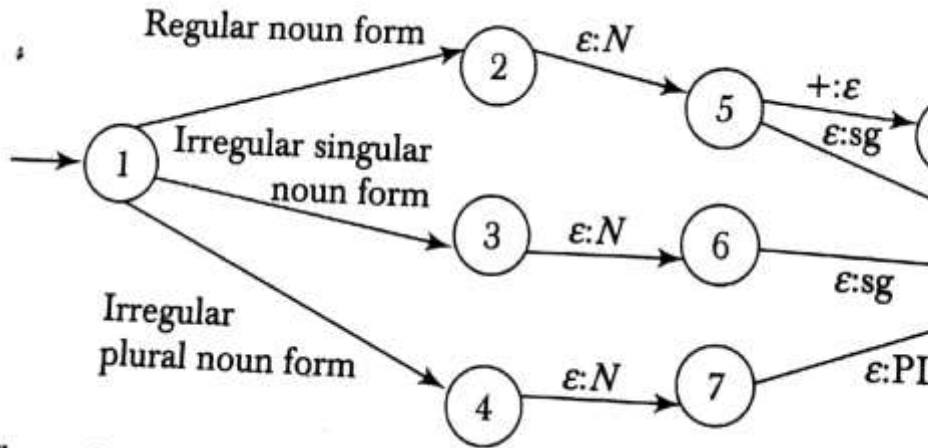 Regular noun form
ε:N
2
5
+:ε
ε:sg
1
Irregular singular
noun form
3
ε:N
6
ε:sg
Irregular
plural noun form
4
ε:N
7
ε:PL